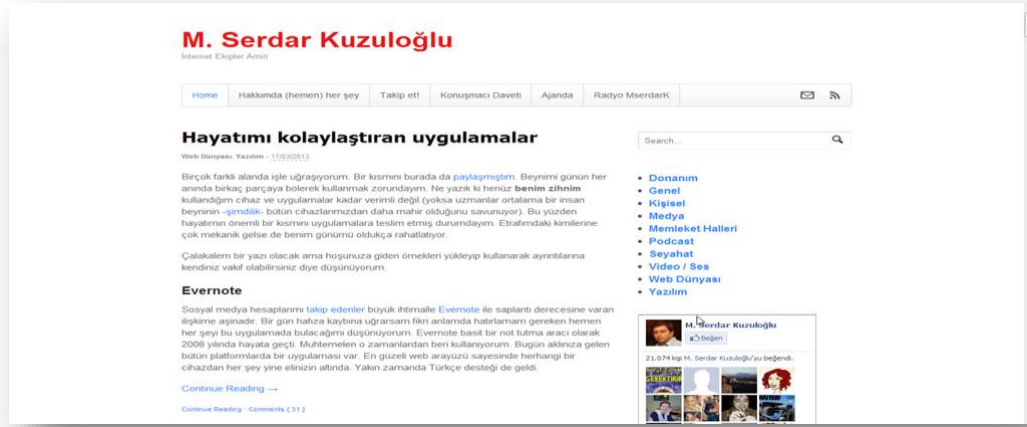 M. Serdar Kuzuloğlu
İnternet Ekipler Amiri
Home
Hakkımda (hemen) her şey
Takip et!
Konuşmacı Daveti
Ajanda
Radyo MserdarK
Hayatımı kolaylaştıran uygulamalar
Web Dünyası, Yazılım - 17/03/2013
Birçok farklı alanda işle uğraşıyorum. Bir kısmını burada da paylaşmıştım. Beynimi günün her
anında birkaç parçaya bölerek kullanmak zorundayım. Ne yazık ki henüz benim zihnim
kullandığım cihaz ve uygulamalar kadar verimli değil (yoksa uzmanlar ortalama bir insan
beyninin -şimdilik- bütün cihazlarımızdan daha mahir olduğunu savunuyor). Bu yüzden
hayatımın önemli bir kısmını uygulamalara teslim etmiş durumdayım. Etrafımdaki kimilerine
çok mekanik gelse de benim günümü oldukça rahatlatıyor.
Çalakalem bir yazı olacak ama hoşunuza giden örnekleri yükleyip kullanarak ayrıntılarına
kendiniz vakıf olabilirsiniz diye düşünüyorum.
Evernote
Sosyal medya hesaplarımı takip edenler büyük ihtimalle Evernote ile saplantı derecesine varan
ilişkime aşinadır. Bir gün hafıza kaybına uğrarsam fikri anlamda hatırlamam gereken hemen
her şeyi bu uygulamada bulacağımı düşünüyorum. Evernote basit bir not tutma aracı olarak
2008 yılında hayata geçti. Muhtemelen o zamanlardan beri kullanıyorum. Bugün aklınıza gelen
bütün platformlarda bir uygulaması var. En güzeli web arayüzü sayesinde herhangi bir
cihazdan her şey yine elinizin altında. Yakın zamanda Türkçe desteği de geldi.
Continue Reading →
Continue Reading · Comments { 31 }
Search...
Donanım
Genel
Kişisel
Medya
Memleket Halleri
Podcast
Seyahat
Video / Ses
Web Dünyası
Yazılım
M. Serdar Kuzuloğlu
Beğen
21.074 kişi M. Serdar Kuzuloğlu'yu beğendi.